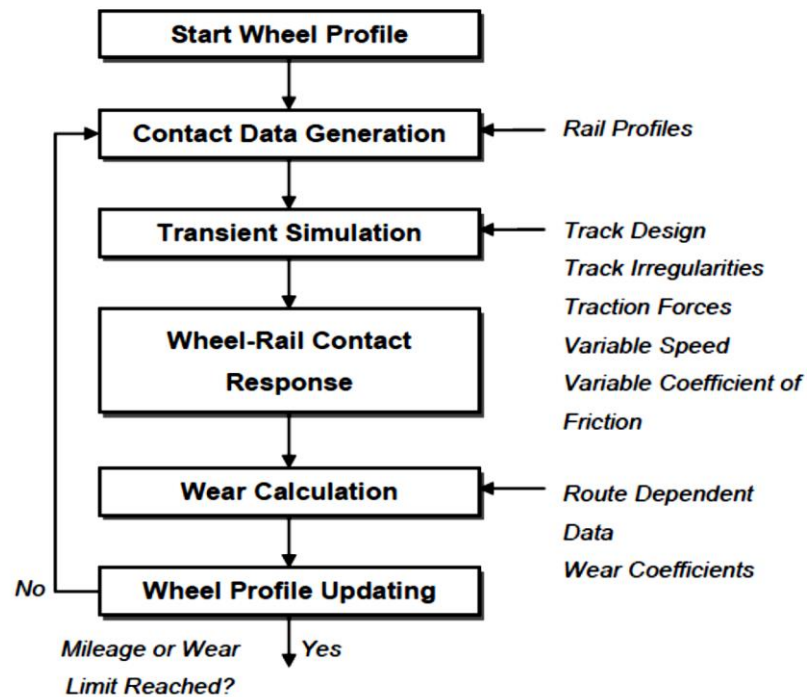 Start Wheel Profile
Contact Data Generation
Rail Profiles
Transient Simulation
Track Design
Track Irregularities
Traction Forces
Variable Speed
Variable Coefficient of
Friction
Wheel-Rail Contact
Response
Wear Calculation
Route Dependent
Data
Wear Coefficients
Wheel Profile Updating
No
Mileage or Wear
Limit Reached?
Yes